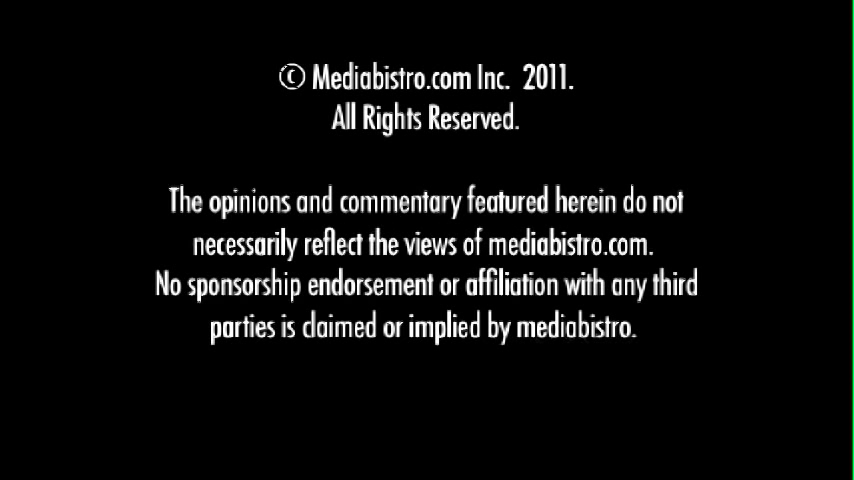 © Mediabistro.com Inc. 2011.
All Rights Reserved.
The opinions and commentary featured herein do not
necessarily reflect the views of mediabistro.com.
No sponsorship endorsement or affiliation with any third
parties is claimed or implied by mediabistro.